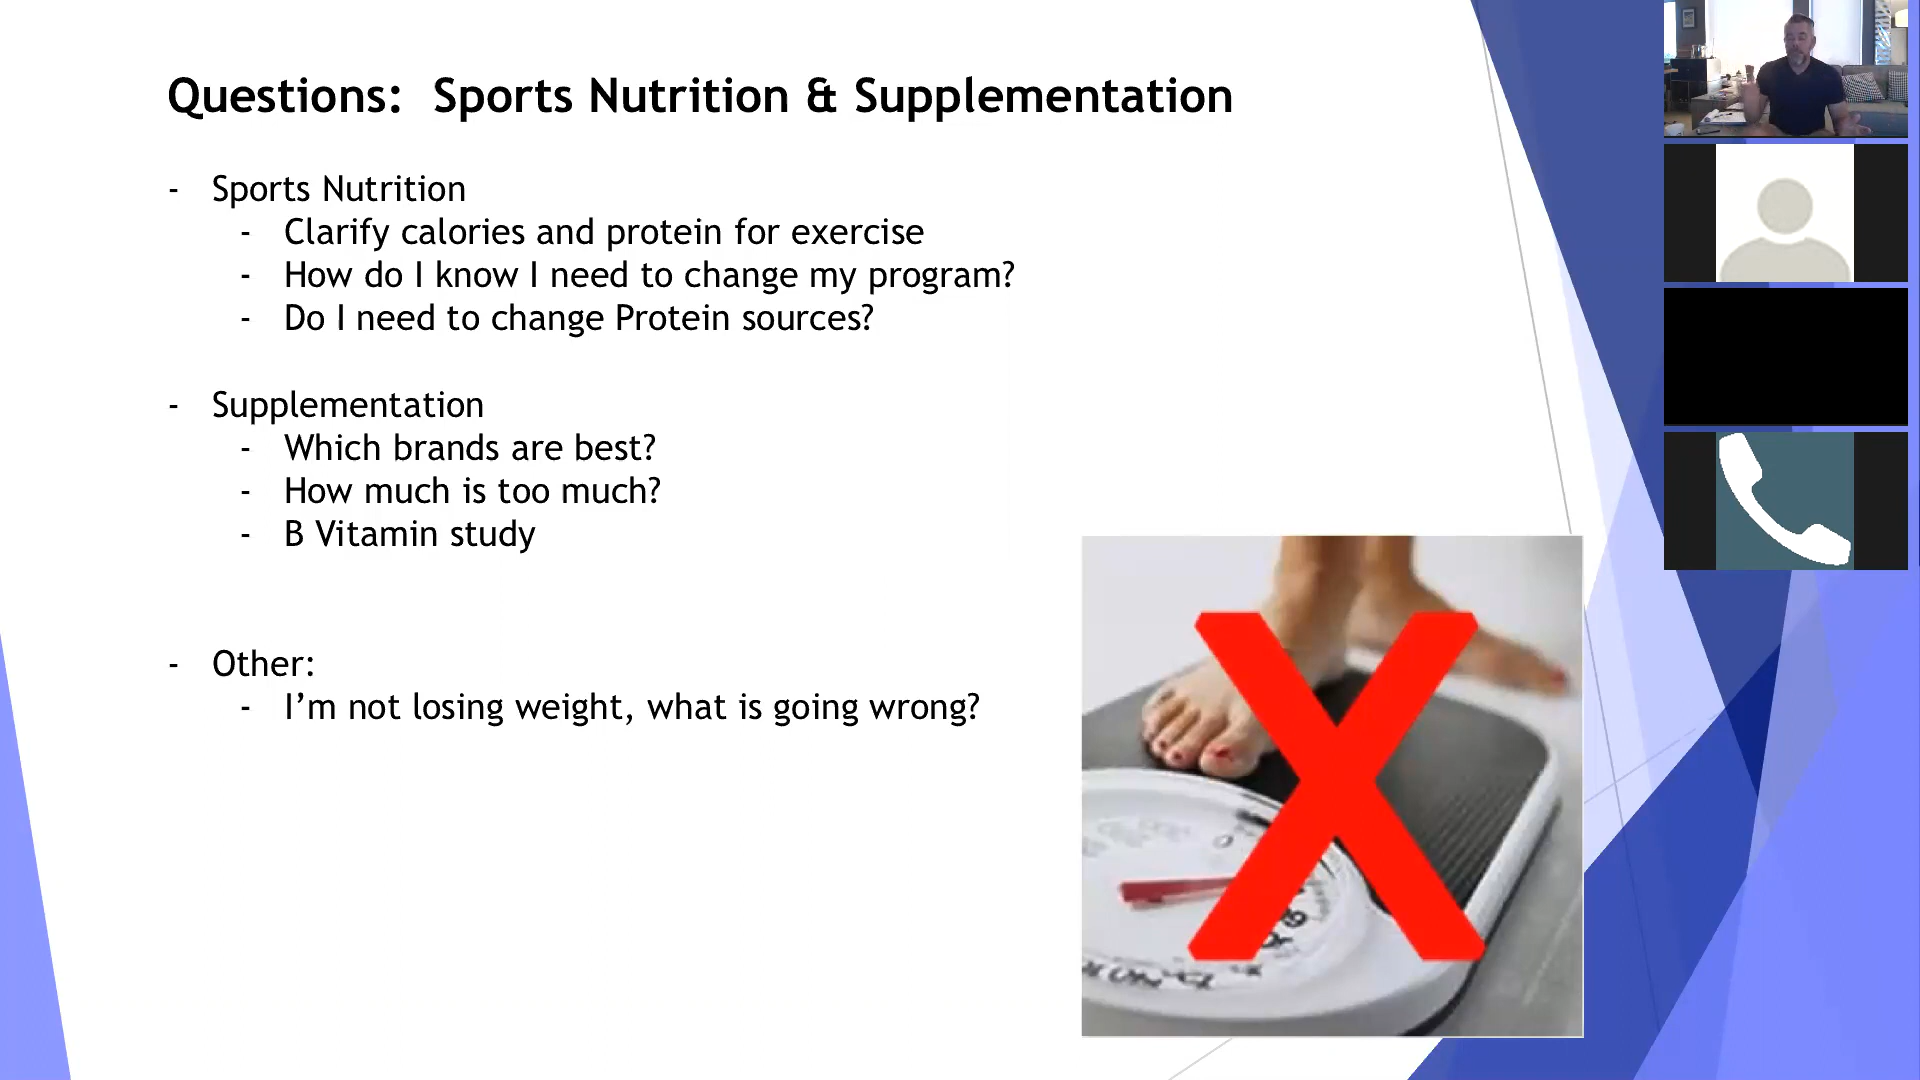 Questions: Sports Nutrition & Supplementation
- Sports Nutrition
- Clarify calories and protein for exercise
- How do I know I need to change my program?
- Do I need to change Protein sources?
- Supplementation
- Which brands are best?
- How much is too much?
- B Vitamin study
- Other:
- I’m not losing weight, what is going wrong?